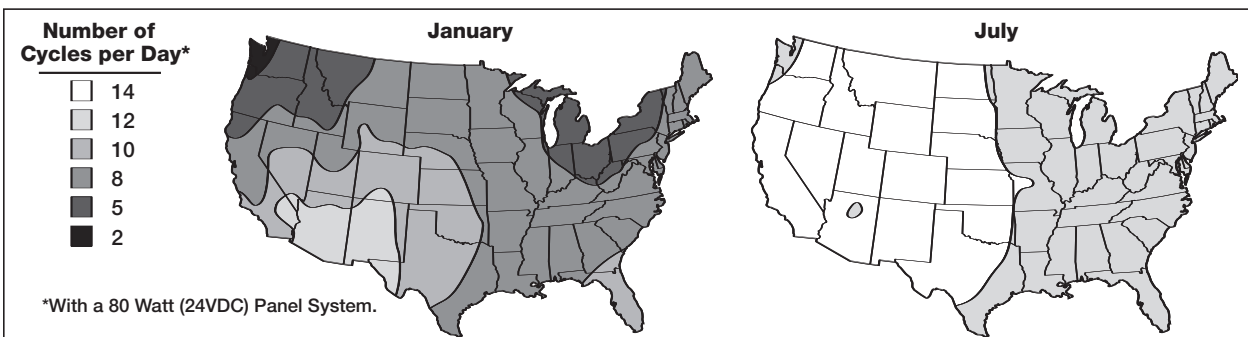 Number of
Cycles per Day*
14
12
10
8
5
2
*With a 80 Watt (24VDC) Panel System.
January
July